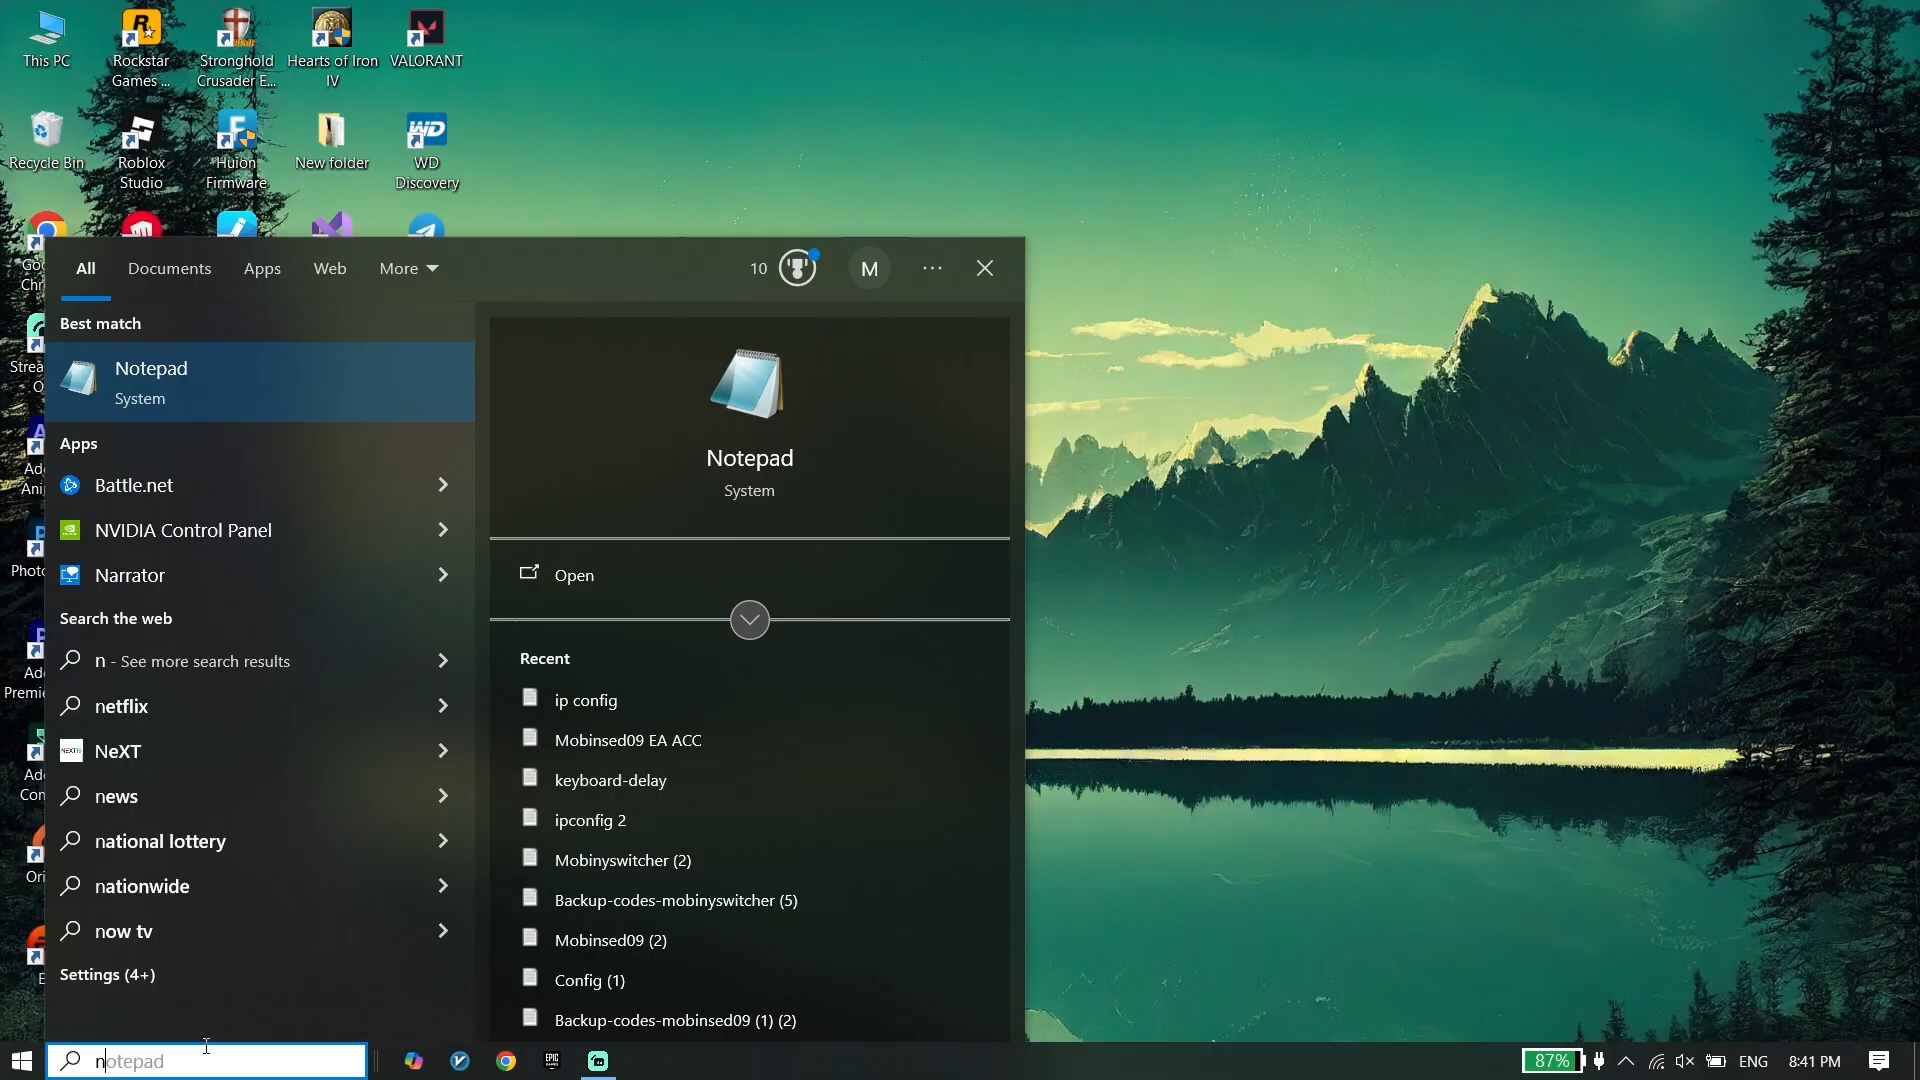 This PC
Rockstar
Games ...
Stronghold
Crusader E...
Hearts of Iron
IV
VALORANT
Recycle Bin
Roblox
Studio
Huion
Firmware
New folder
WD
Discovery
All
Documents
Apps
Web
More
10
M
Best match
Notepad
System
Apps
Battle.net
NVIDIA Control Panel
Narrator
Search the web
n - See more search results
netflix
NeXT
news
national lottery
nationwide
now tv
Settings (4+)
Notepad
System
Open
Recent
ip config
Mobinsed09 EA ACC
keyboard-delay
ipconfig 2
Mobinyswitcher (2)
Backup-codes-mobinyswitcher (5)
Mobinsed09 (2)
Config (1)
Backup-codes-mobinsed09 (1) (2)
notepad
EPIC
GAMES
87%
ENG
8:41 PM